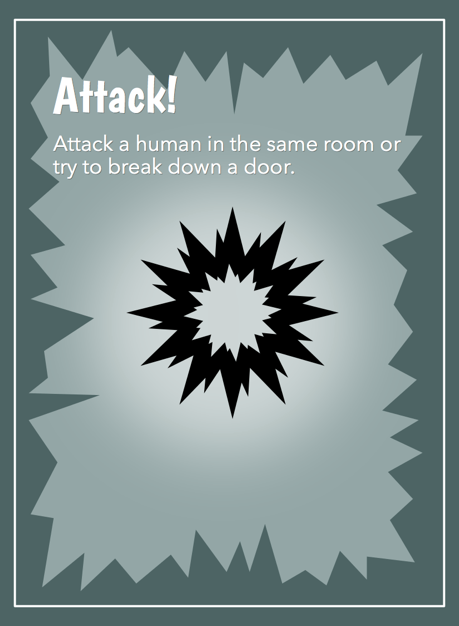 Attack!
Attack a human in the same room or
try to break down a door.